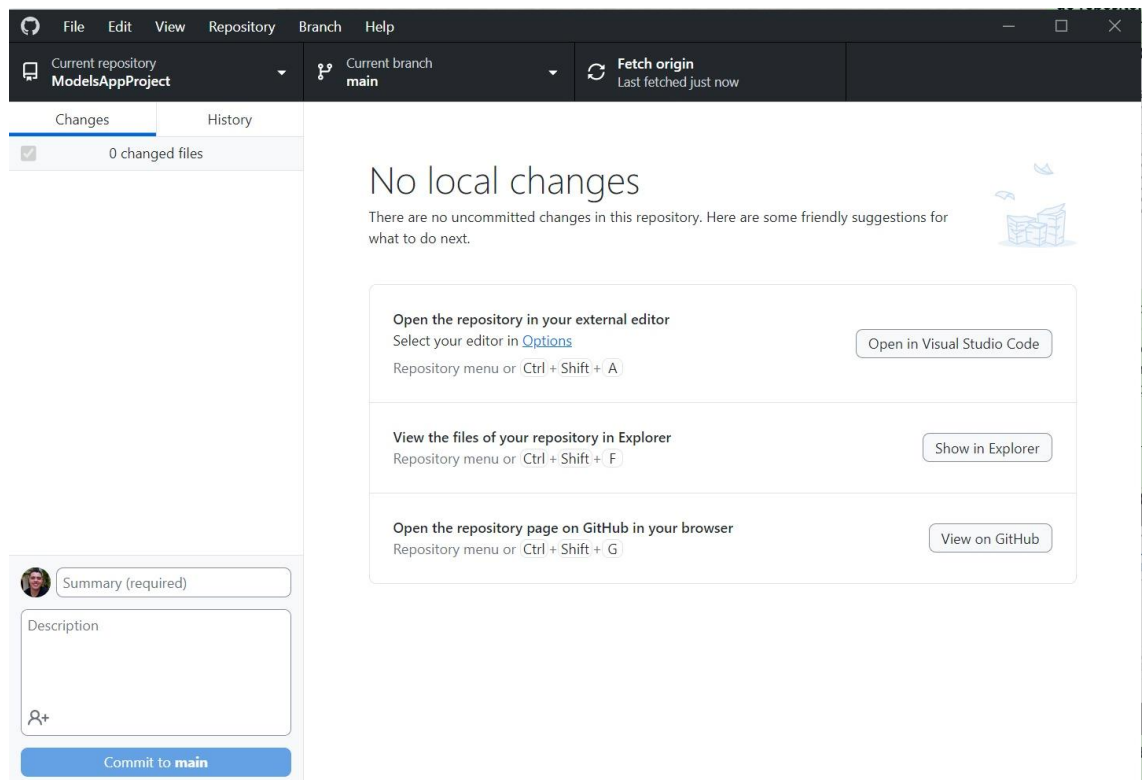 File Edit View Repository Branch Help
Current repository
ModelsAppProject
Current branch
main
Fetch origin
Last fetched just now
Changes History
0 changed files
No local changes
There are no uncommitted changes in this repository. Here are some friendly suggestions for
what to do next.
Open the repository in your external editor
Select your editor in Options
Repository menu or Ctrl + Shift + A
Open in Visual Studio Code
View the files of your repository in Explorer
Repository menu or Ctrl + Shift + F
Show in Explorer
Open the repository page on GitHub in your browser
Repository menu or Ctrl + Shift + G
View on GitHub
Summary (required)
Description
Commit to main